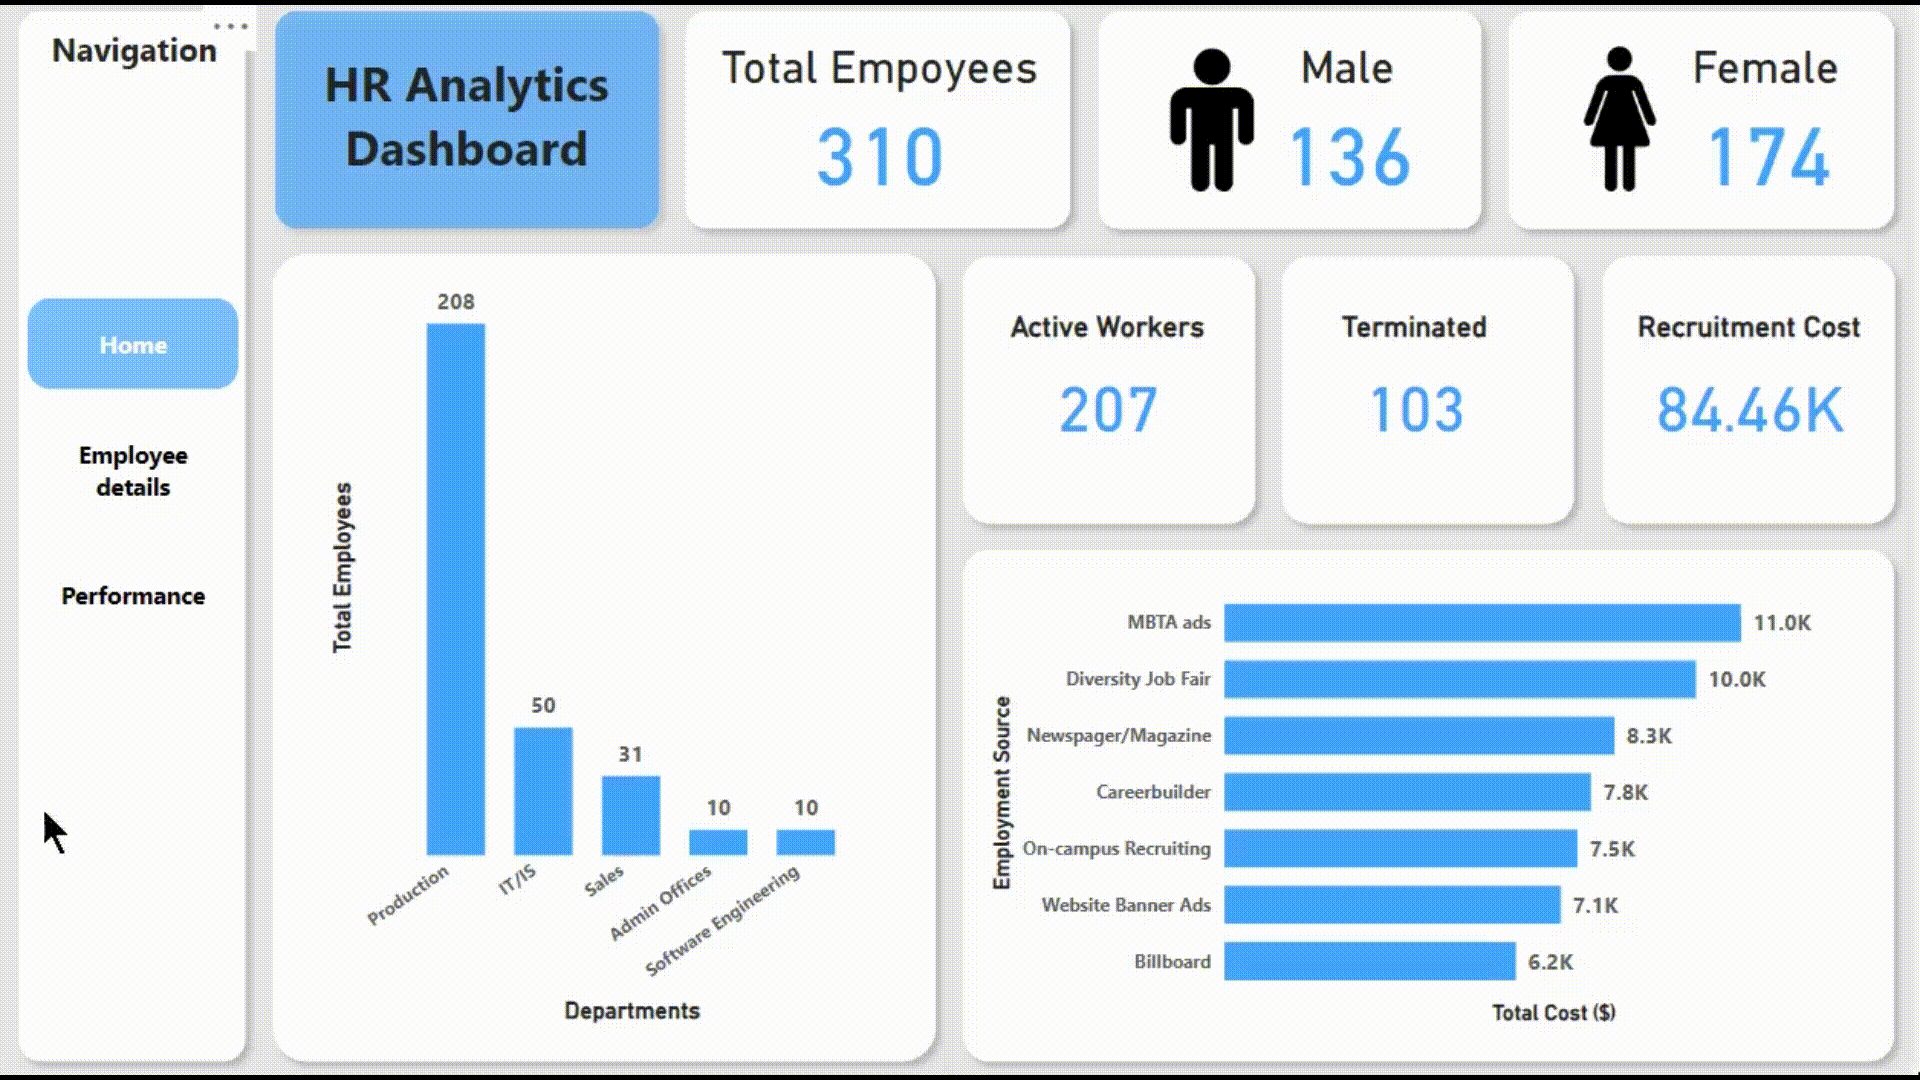 Navigation
Home
Employee
details
Performance
HR Analytics
Dashboard
Total Empoyees
310
Male
136
Female
174
Total Employees
208
50
31
10
10
Production
IT/IS
Sales
Admin Offices
Software Engineering
Departments
Active Workers
207
Terminated
103
Recruitment Cost
84.46K
Employment Source
MBTA ads 11.0K
Diversity Job Fair 10.0K
Newspager/Magazine 8.3K
Careerbuilder 7.8K
On-campus Recruiting 7.5K
Website Banner Ads 7.1K
Billboard 6.2K
Total Cost ($)